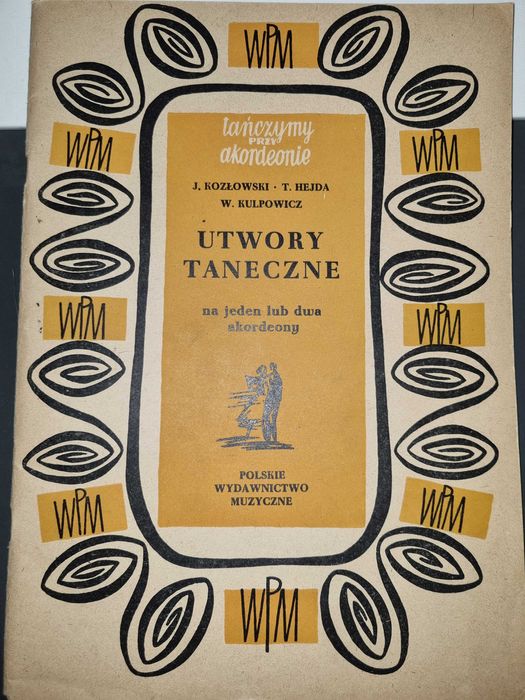 WPM
WPM
WPM
tańczymy
PRZY
akordeonie
J. KOZŁOWSKI · T. HEJDA
W. KULPOWICZ
UTWORY
TANECZNE
na jeden lub dwa
akordeony
WPM
WPM
POLSKIE
WYDAWNICTWO
MUZYCZNE
WPM
WPM
WPM